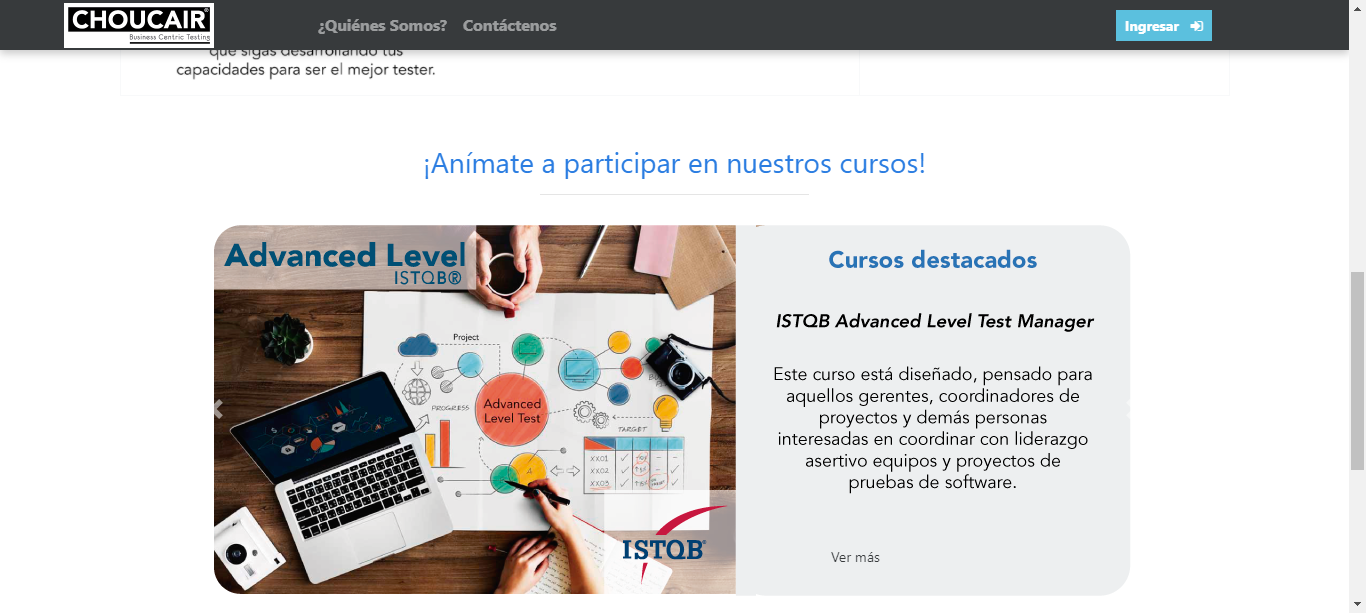 CHOUCAIR®
Business Centric Testing
¿Quiénes Somos? Contáctenos
Ingresar
que sigas desarrollando tus
capacidades para ser el mejor tester.
¡Anímate a participar en nuestros cursos!
Advanced Level
ISTQB®
Project
PROGRESS
Advanced
Level Test
TARGET
XX01
XX02
XX03
ISTQB®
Cursos destacados
ISTQB Advanced Level Test Manager
Este curso está diseñado, pensado para
aquellos gerentes, coordinadores de
proyectos y demás personas
interesadas en coordinar con liderazgo
asertivo equipos y proyectos de
pruebas de software.
Ver más